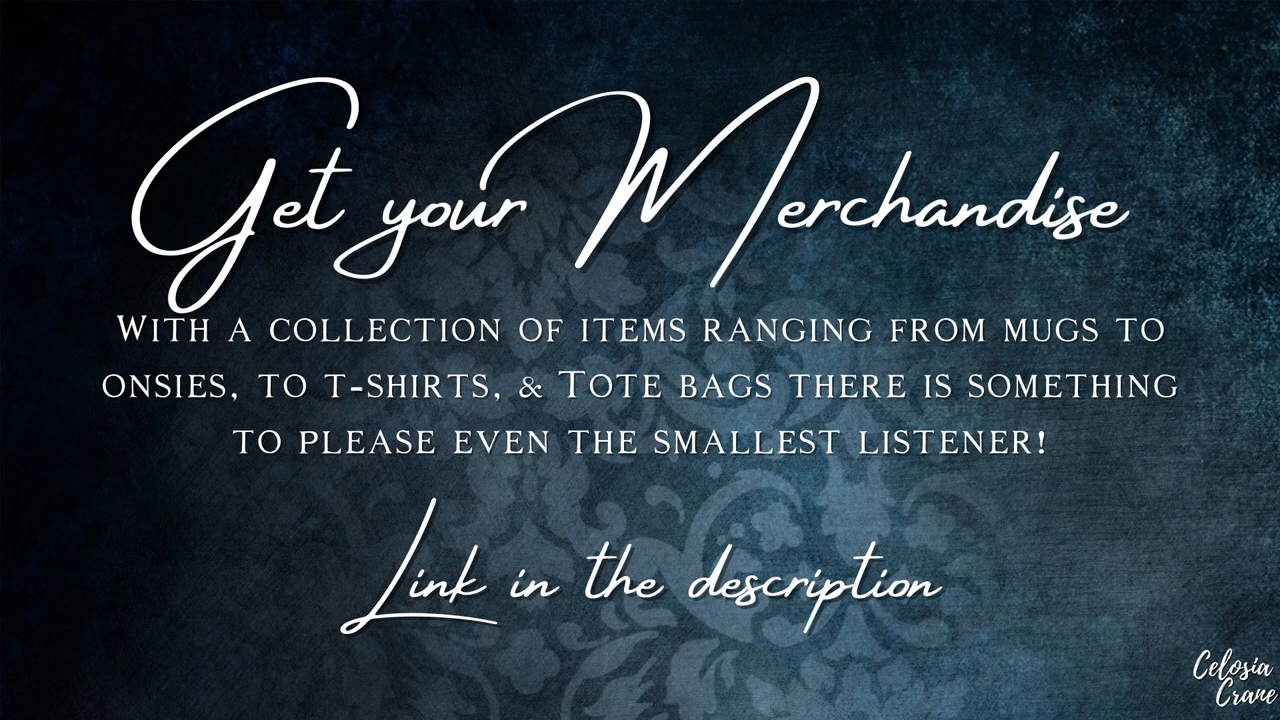 Get your Merchandise
With a collection of items ranging from mugs to
onsies, to t-shirts, & Tote bags there is something
to please even the smallest listener!
Link in the description
Celosia
Crane